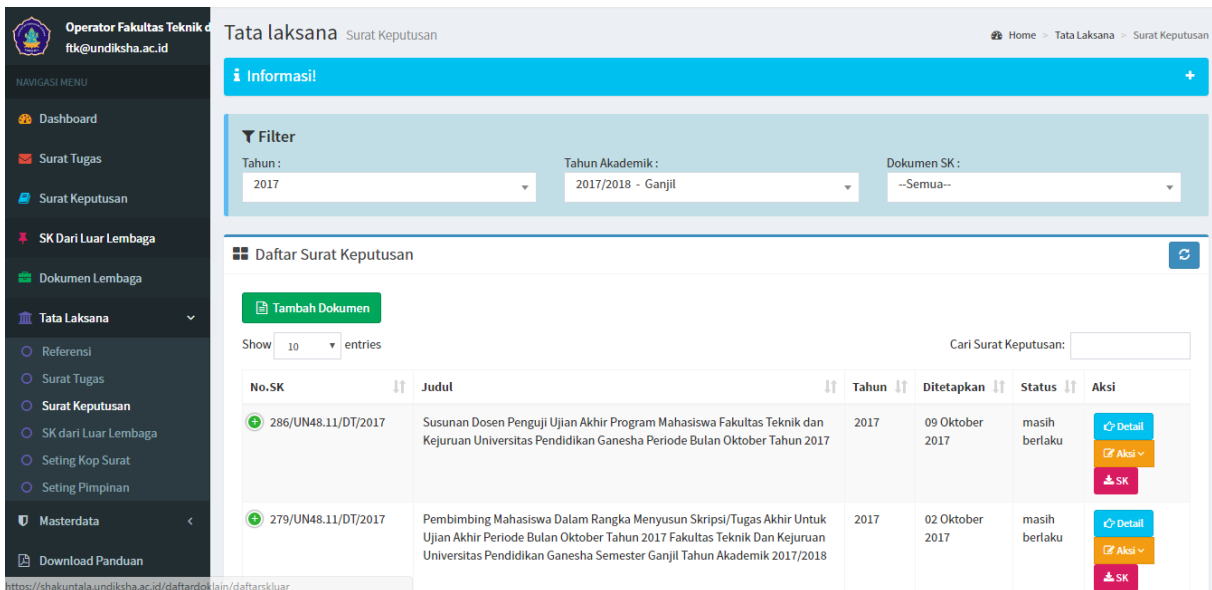 Operator Fakultas Teknik d
ftk@undiksha.ac.id
NAVIGASI MENU
Dashboard
Surat Tugas
Surat Keputusan
SK Dari Luar Lembaga
Dokumen Lembaga
Tata Laksana
Referensi
Surat Tugas
Surat Keputusan
SK dari Luar Lembaga
Seting Kop Surat
Seting Pimpinan
Masterdata
Download Panduan
https://shakuntala.undiksha.ac.id/daftardoklain/daftarskluar
Tata laksana Surat Keputusan
Home > Tata Laksana > Surat Keputusan
Informasi!
Filter
Tahun : Tahun Akademik : Dokumen SK :
2017 2017/2018 - Ganjil --Semua--
Daftar Surat Keputusan
Tambah Dokumen
Show 10 entries Cari Surat Keputusan:
No.SK Judul Tahun Ditetapkan Status Aksi
286/UN48.11/DT/2017
Susunan Dosen Penguji Ujian Akhir Program Mahasiswa Fakultas Teknik dan
Kejuruan Universitas Pendidikan Ganesha Periode Bulan Oktober Tahun 2017
2017
09 Oktober
2017
masih
berlaku
Detail
Aksi
SK
279/UN48.11/DT/2017
Pembimbing Mahasiswa Dalam Rangka Menyusun Skripsi/Tugas Akhir Untuk
Ujian Akhir Periode Bulan Oktober Tahun 2017 Fakultas Teknik Dan Kejuruan
Universitas Pendidikan Ganesha Semester Ganjil Tahun Akademik 2017/2018
2017
02 Oktober
2017
masih
berlaku
Detail
Aksi
SK